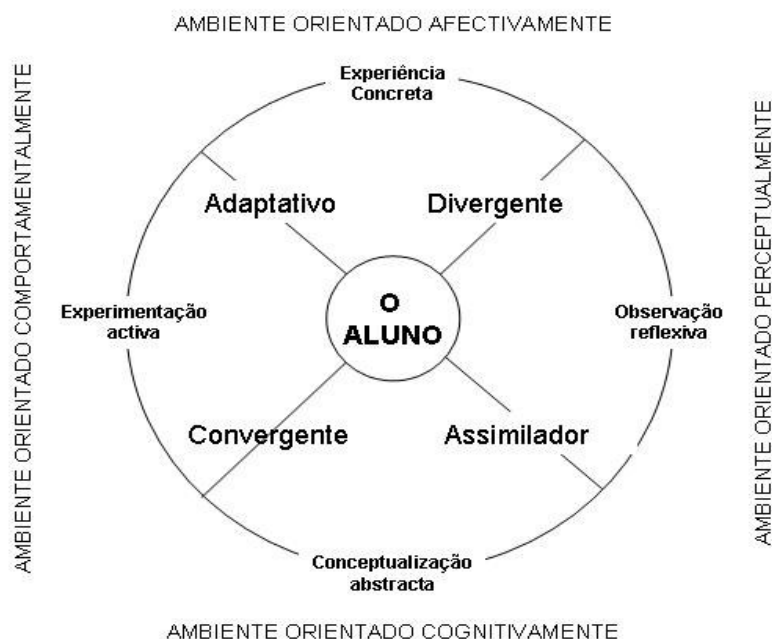 AMBIENTE ORIENTADO AFECTIVAMENTE
AMBIENTE ORIENTADO COMPORTAMENTALMENTE
AMBIENTE ORIENTADO PERCEPTUALMENTE
Experiência
Concreta
Adaptativo
Divergente
O
ALUNO
Experimentação
activa
Observação
reflexiva
Convergente
Assimilador
Conceptualização
abstracta
AMBIENTE ORIENTADO COGNITIVAMENTE